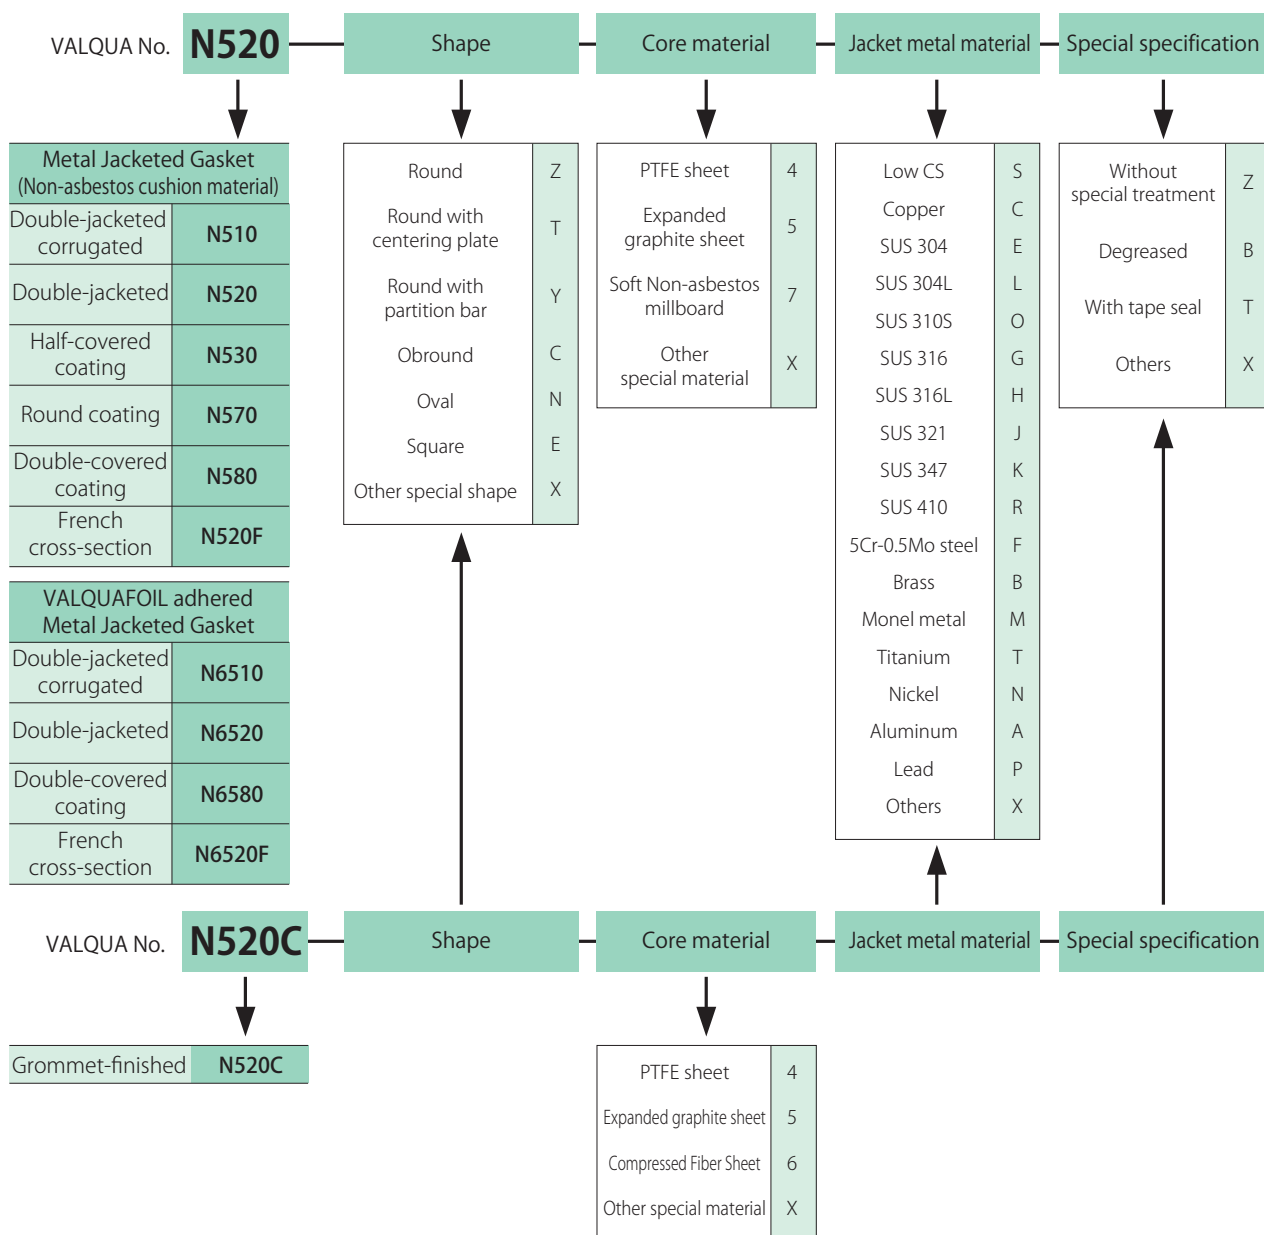 VALQUA No. N520 Shape Core material Jacket metal material Special specification
Metal Jacketed Gasket
(Non-asbestos cushion material)
Double-jacketed
corrugated N510
Double-jacketed N520
Half-covered
coating N530
Round coating N570
Double-covered
coating N580
French
cross-section N520F
VALQUAFOIL adhered
Metal Jacketed Gasket
Double-jacketed
corrugated N6510
Double-jacketed N6520
Double-covered
coating N6580
French
cross-section N6520F
Round Z
Round with
centering plate T
Round with
partition bar Y
Obround C
Oval N
Square E
Other special shape X
PTFE sheet 4
Expanded
graphite sheet 5
Soft Non-asbestos
millboard 7
Other
special material X
Low CS S
Copper C
SUS 304 E
SUS 304L L
SUS 310S O
SUS 316 G
SUS 316L H
SUS 321 J
SUS 347 K
SUS 410 R
5Cr-0.5Mo steel F
Brass B
Monel metal M
Titanium T
Nickel N
Aluminum A
Lead P
Others X
Without
special treatment Z
Degreased B
With tape seal T
Others X
VALQUA No. N520C Shape Core material Jacket metal material Special specification
Grommet-finished N520C
PTFE sheet 4
Expanded graphite sheet 5
Compressed Fiber Sheet 6
Other special material X